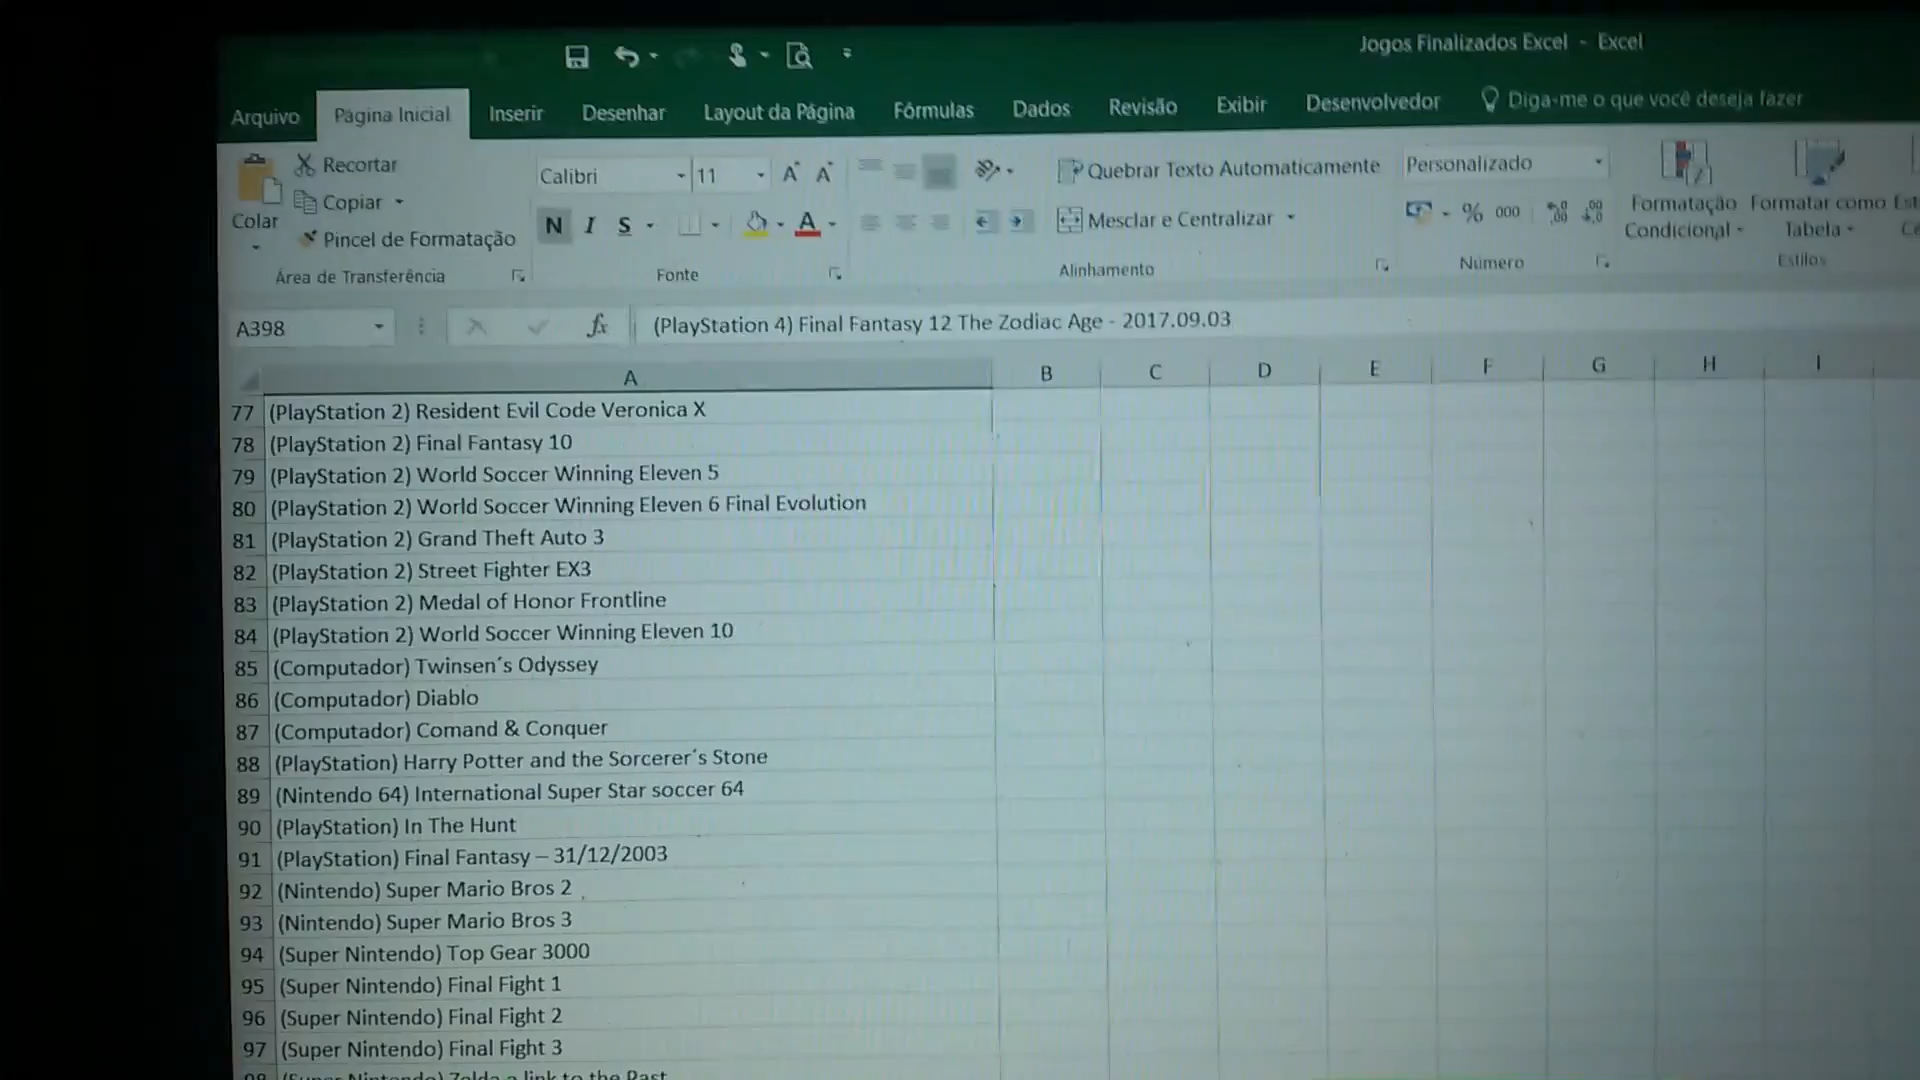 Jogos Finalizados Excel - Excel
Arquivo Página Inicial Inserir Desenhar Layout da Página Fórmulas Dados Revisão Exibir Desenvolvedor Diga-me o que você deseja fazer
Recortar
Copiar
Pincel de Formatação
Colar
Área de Transferência
Calibri 11
N I S
Fonte
Quebrar Texto Automaticamente
Mesclar e Centralizar
Alinhamento
Personalizado
% 000
Número
Formatação Condicional
Formatar como Tabela
Estilos
A398 fx (PlayStation 4) Final Fantasy 12 The Zodiac Age - 2017.09.03
A B C D E F G H I
77 (PlayStation 2) Resident Evil Code Veronica X
78 (PlayStation 2) Final Fantasy 10
79 (PlayStation 2) World Soccer Winning Eleven 5
80 (PlayStation 2) World Soccer Winning Eleven 6 Final Evolution
81 (PlayStation 2) Grand Theft Auto 3
82 (PlayStation 2) Street Fighter EX3
83 (PlayStation 2) Medal of Honor Frontline
84 (PlayStation 2) World Soccer Winning Eleven 10
85 (Computador) Twinsen´s Odyssey
86 (Computador) Diablo
87 (Computador) Comand & Conquer
88 (PlayStation) Harry Potter and the Sorcerer´s Stone
89 (Nintendo 64) International Super Star soccer 64
90 (PlayStation) In The Hunt
91 (PlayStation) Final Fantasy – 31/12/2003
92 (Nintendo) Super Mario Bros 2
93 (Nintendo) Super Mario Bros 3
94 (Super Nintendo) Top Gear 3000
95 (Super Nintendo) Final Fight 1
96 (Super Nintendo) Final Fight 2
97 (Super Nintendo) Final Fight 3
98 (Super Nintendo) Zelda a link to the Past